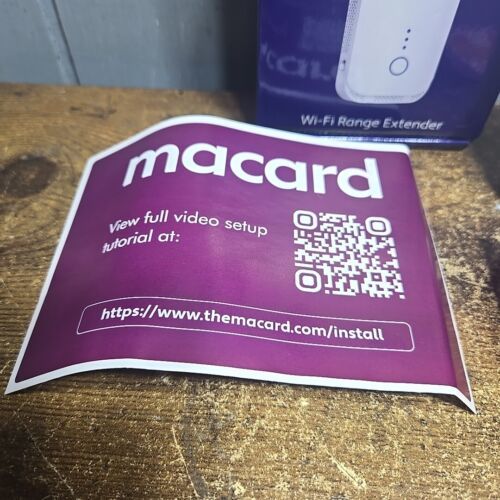 Wi-Fi Range Extender
macard
View full video setup
tutorial at:
https://www.themacard.com/install